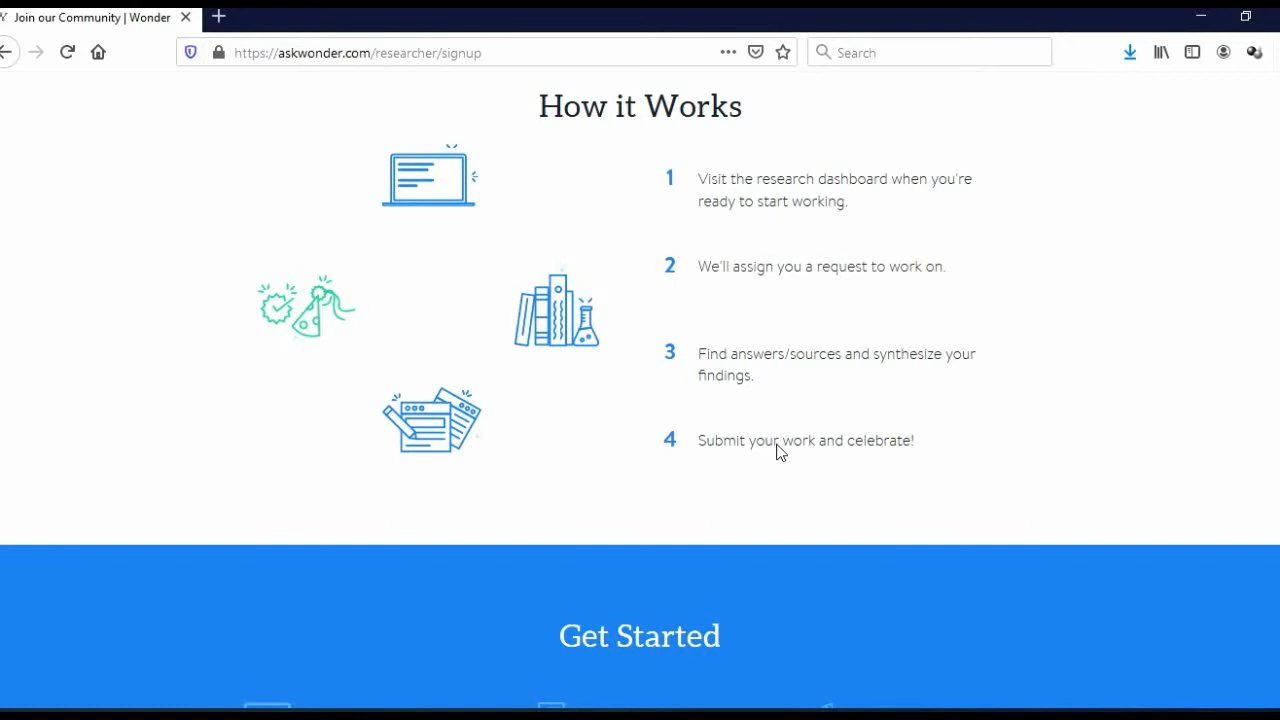 Join our Community | Wonder
https://askwonder.com/researcher/signup
Search
How it Works
1
Visit the research dashboard when you're
ready to start working.
2
We'll assign you a request to work on.
3
Find answers/sources and synthesize your
findings.
4
Submit your work and celebrate!
Get Started